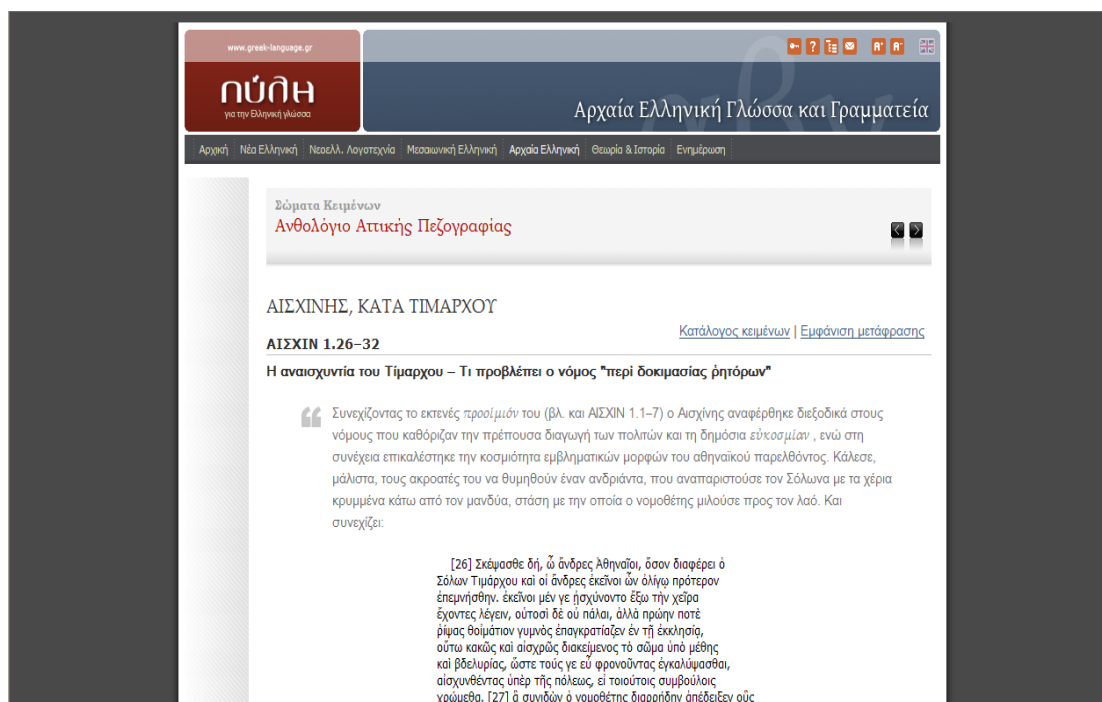 www.greek-language.gr
πύλη
για την Ελληνική γλώσσα
Αρχαία Ελληνική Γλώσσα και Γραμματεία
Αρχική Νέα Ελληνική Νεοελλ. Λογοτεχνία Μεσαιωνική Ελληνική Αρχαία Ελληνική Θεωρία & Ιστορία Ενημέρωση
Σώματα Κειμένων
Ανθολόγιο Αττικής Πεζογραφίας
ΑΙΣΧΙΝΗΣ, ΚΑΤΑ ΤΙΜΑΡΧΟΥ
Κατάλογος κειμένων | Εμφάνιση μετάφρασης
ΑΙΣΧΙΝ 1.26–32
Η αναισχυντία του Τίμαρχου – Τι προβλέπει ο νόμος "περὶ δοκιμασίας ῥητόρων"
Συνεχίζοντας το εκτενές προοίμιόν του (βλ. και ΑΙΣΧΙΝ 1.1–7) ο Αισχίνης αναφέρθηκε διεξοδικά στους
νόμους που καθόριζαν την πρέπουσα διαγωγή των πολιτών και τη δημόσια εὐκοσμίαν , ενώ στη
συνέχεια επικαλέστηκε την κοσμιότητα εμβληματικών μορφών του αθηναϊκού παρελθόντος. Κάλεσε,
μάλιστα, τους ακροατές του να θυμηθούν έναν ανδριάντα, που αναπαριστούσε τον Σόλωνα με τα χέρια
κρυμμένα κάτω από τον μανδύα, στάση με την οποία ο νομοθέτης μιλούσε προς τον λαό. Και
συνεχίζει:
[26] Σκέψασθε δή, ὦ ἄνδρες Ἀθηναῖοι, ὅσον διαφέρει ὁ
Σόλων Τιμάρχου καὶ οἱ ἄνδρες ἐκεῖνοι ὧν ὀλίγῳ πρότερον
ἐπεμνήσθην. ἐκεῖνοι μέν γε ᾐσχύνοντο ἔξω τὴν χεῖρα
ἔχοντες λέγειν, οὑτοσὶ δὲ οὐ πάλαι, ἀλλὰ πρώην ποτὲ
ῥίψας θοἰμάτιον γυμνὸς ἐπαγκρατίαζεν ἐν τῇ ἐκκλησίᾳ,
οὕτω κακῶς καὶ αἰσχρῶς διακείμενος τὸ σῶμα ὑπὸ μέθης
καὶ βδελυρίας, ὥστε τούς γε εὖ φρονοῦντας ἐγκαλύψασθαι,
αἰσχυνθέντας ὑπὲρ τῆς πόλεως, εἰ τοιούτοις συμβούλοις
χρώμεθα. [27] ἃ συνιδὼν ὁ νομοθέτης διαρρήδην ἀπέδειξεν οὓς